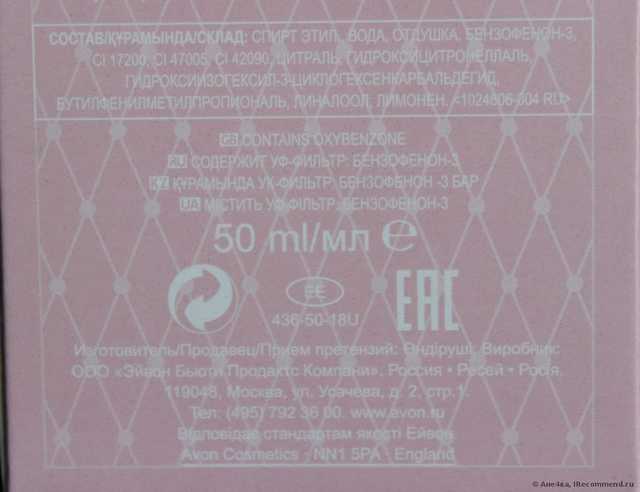 СОСТАВ/ҚҰРАМЫНДА/СКЛАД: СПИРТ ЭТИЛ., ВОДА, ОТДУШКА, БЕНЗОФЕНОН-3,
CI 17200, CI 47005, CI 42090, ЦИТРАЛЬ, ГИДРОКСИЦИТРОНЕЛЛАЛЬ,
ГИДРОКСИИЗОГЕКСИЛ-3-ЦИКЛОГЕКСЕНКАРБАЛЬДЕГИД,
БУТИЛФЕНИЛМЕТИЛПРОПИОНАЛЬ, ЛИНАЛООЛ, ЛИМОНЕН. <1024606-004 RU>
GB CONTAINS OXYBENZONE
RU СОДЕРЖИТ УФ-ФИЛЬТР: БЕНЗОФЕНОН-3
KZ ҚҰРАМЫНДА УК-ФИЛЬТР: БЕНЗОФЕНОН -3 БАР
UA МІСТИТЬ УФ-ФІЛЬТР: БЕНЗОФЕНОН-3
50 ml/мл e
EE EAC
436-50-18U
Изготовитель/Продавец/Прием претензий: Өндіруші: Виробник:
ООО «Эйвон Бьюти Продактс Компани». Россия • Ресей • Росія.
119048, Москва, ул. Усачева, д. 2, стр.1.
Тел: (495) 792 36 00. www.avon.ru
Відповідає стандартам якості Ейвон
Avon Cosmetics • NN1 5PA • England
© Ане4ка, IRecommend.ru